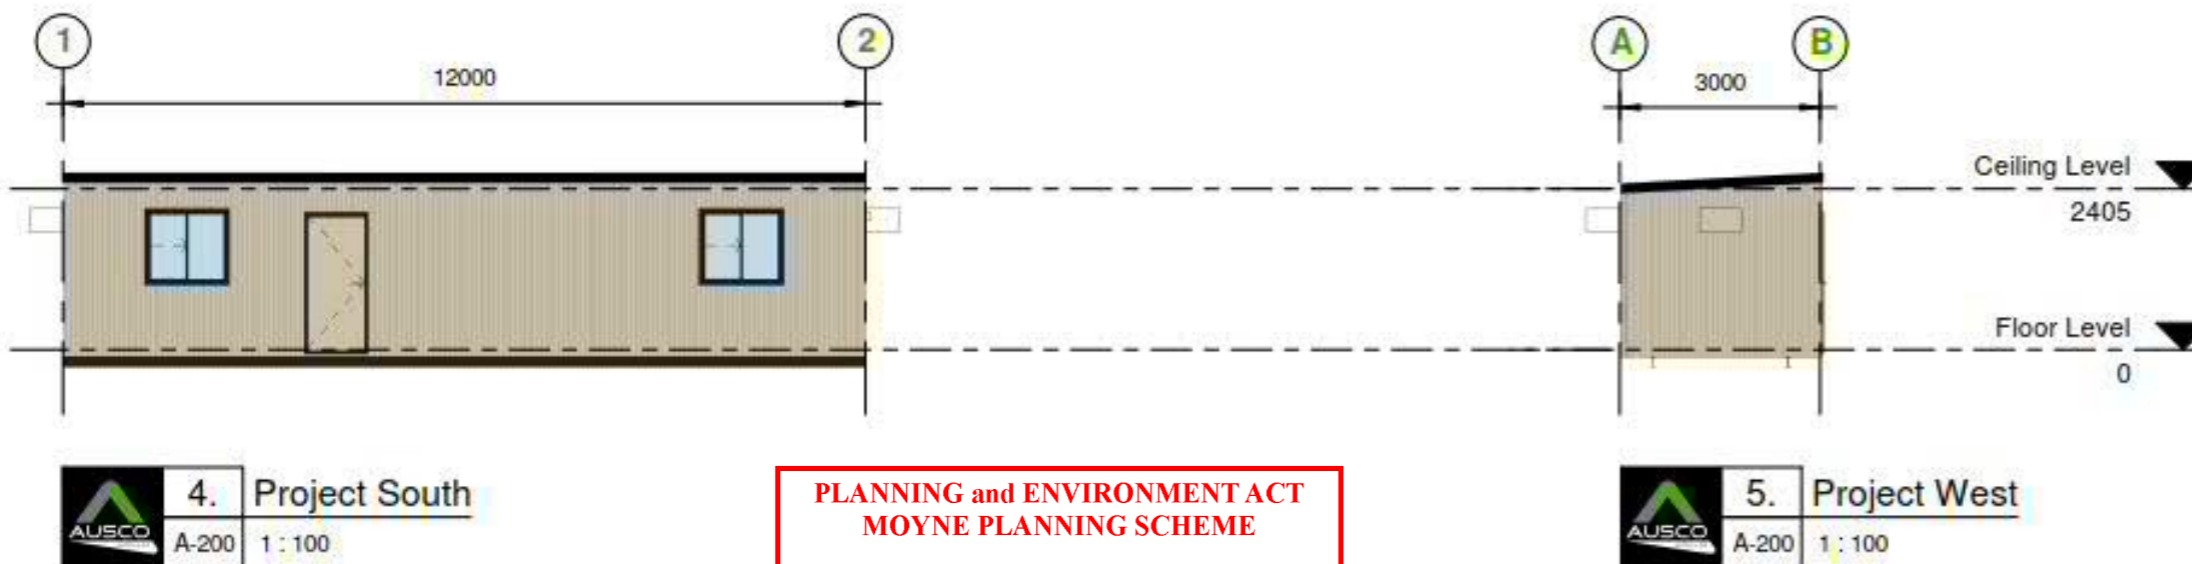 1
2
A
B
12000
3000
Ceiling Level
2405
Floor Level
0
AUSCO
4.
Project South
A-200
1 : 100
PLANNING and ENVIRONMENT ACT
MOYNE PLANNING SCHEME
AUSCO
5.
Project West
A-200
1 : 100